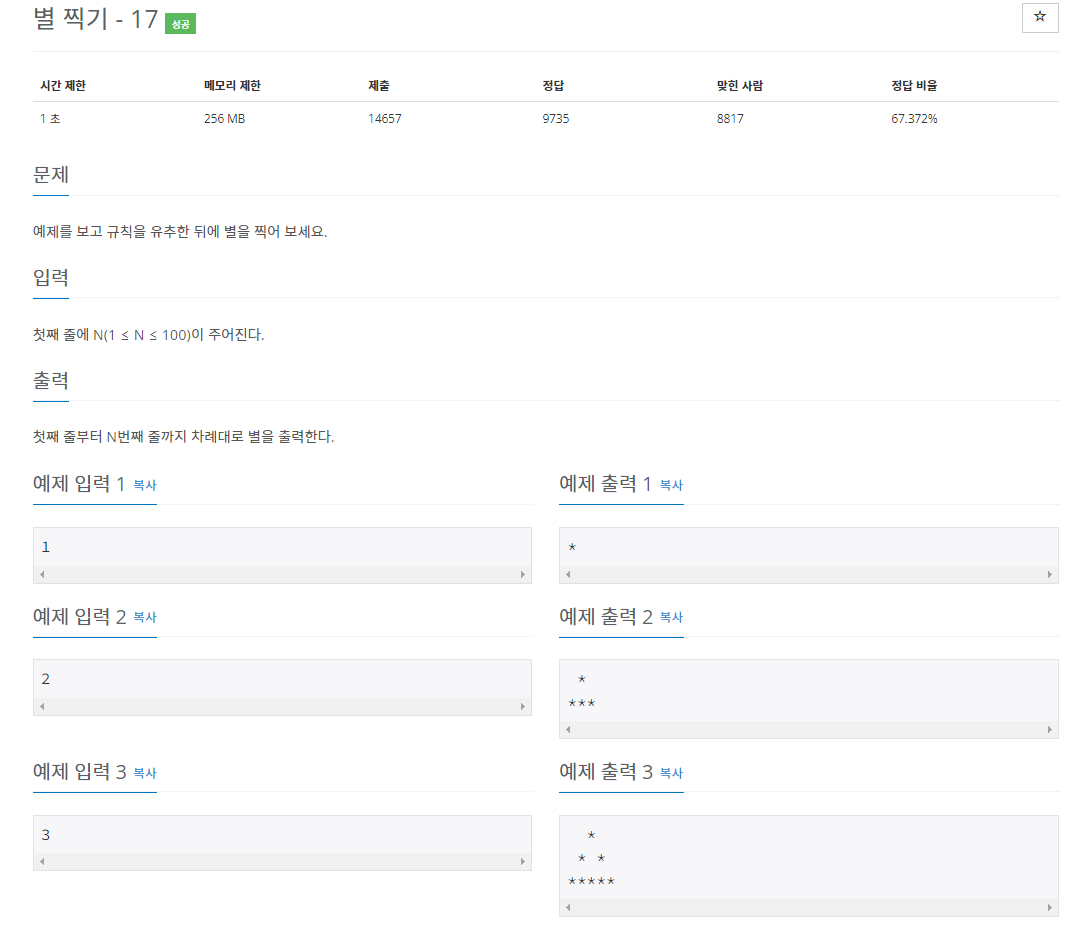 별 찍기 - 17 성공
☆
시간 제한 메모리 제한 제출 정답 맞힌 사람 정답 비율
1 초 256 MB 14657 9735 8817 67.372%
문제
예제를 보고 규칙을 유추한 뒤에 별을 찍어 보세요.
입력
첫째 줄에 N(1 ≤ N ≤ 100)이 주어진다.
출력
첫째 줄부터 N번째 줄까지 차례대로 별을 출력한다.
예제 입력 1 복사
1
예제 출력 1 복사
*
예제 입력 2 복사
2
예제 출력 2 복사
 *
***
예제 입력 3 복사
3
예제 출력 3 복사
  *
 * *
*****